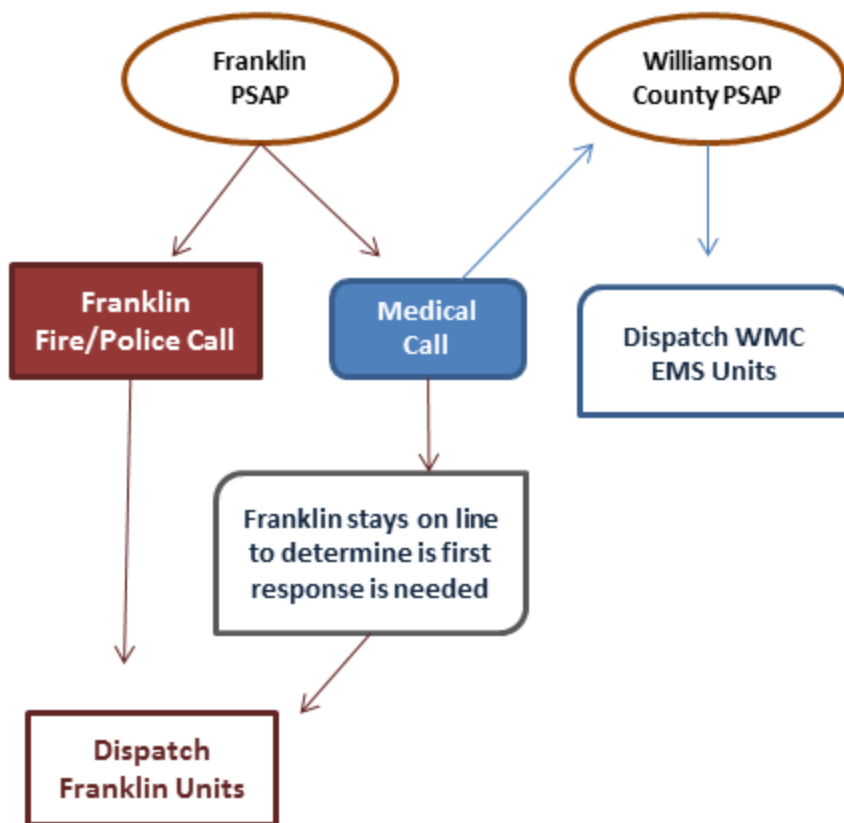 Franklin
PSAP
Williamson
County PSAP
Franklin
Fire/Police Call
Medical
Call
Dispatch WMC
EMS Units
Franklin stays on line
to determine is first
response is needed
Dispatch
Franklin Units